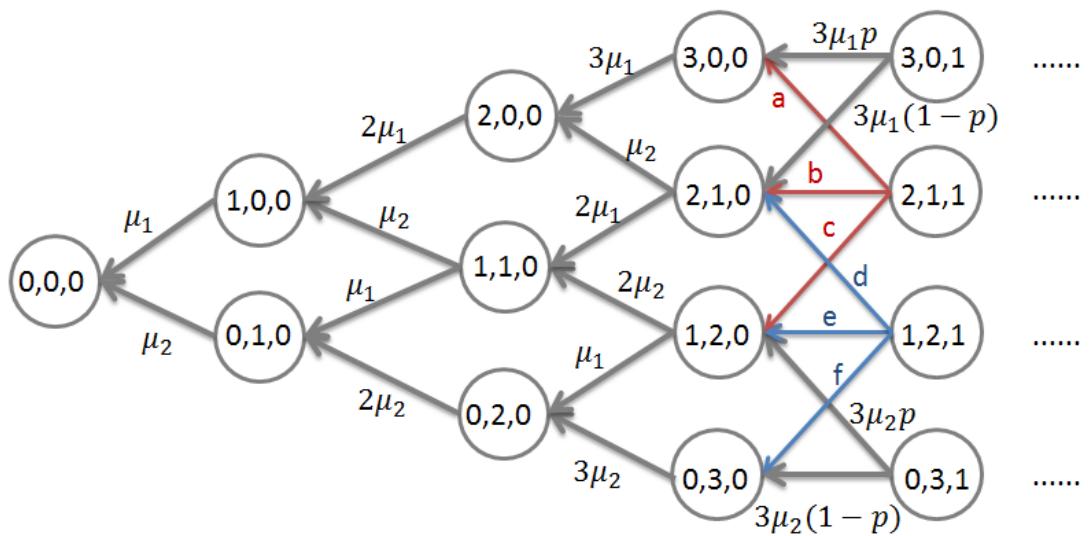 3,0,0
3μ₁p
3,0,1
......
3μ₁
a
3μ₁(1 − p)
2,0,0
2μ₁
μ₂
b
2,1,0
2,1,1
......
1,0,0
μ₁
μ₂
2μ₁
c
0,0,0
1,1,0
d
μ₁
2μ₂
μ₂
0,1,0
1,2,0
e
1,2,1
......
μ₁
f
2μ₂
0,2,0
3μ₂p
3μ₂
0,3,0
0,3,1
......
3μ₂(1 − p)